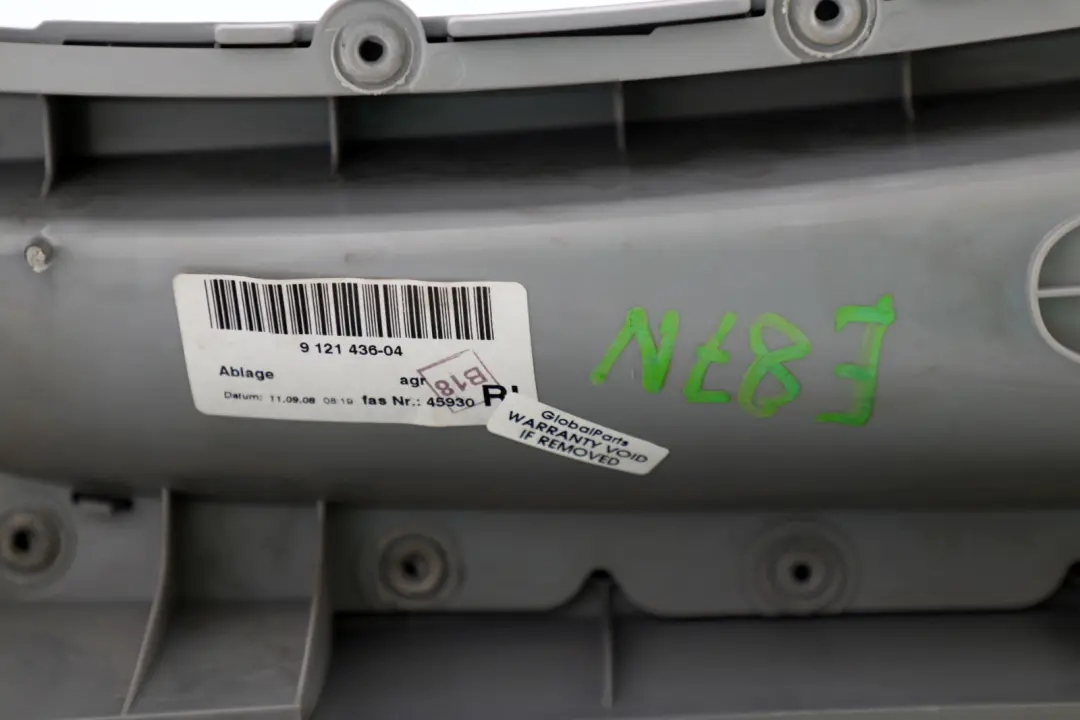 9 121 436-04
Ablage
agr
B18
Datum: 11.09.08 08:19 fas Nr.: 45930
GlobalParts
WARRANTY VOID
IF REMOVED
E87N